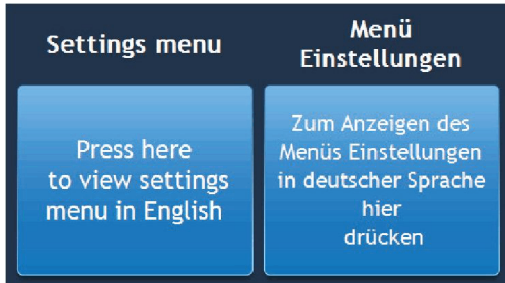 Settings menu
Press here
to view settings
menu in English
Menü
Einstellungen
Zum Anzeigen des
Menüs Einstellungen
in deutscher Sprache
hier
drücken